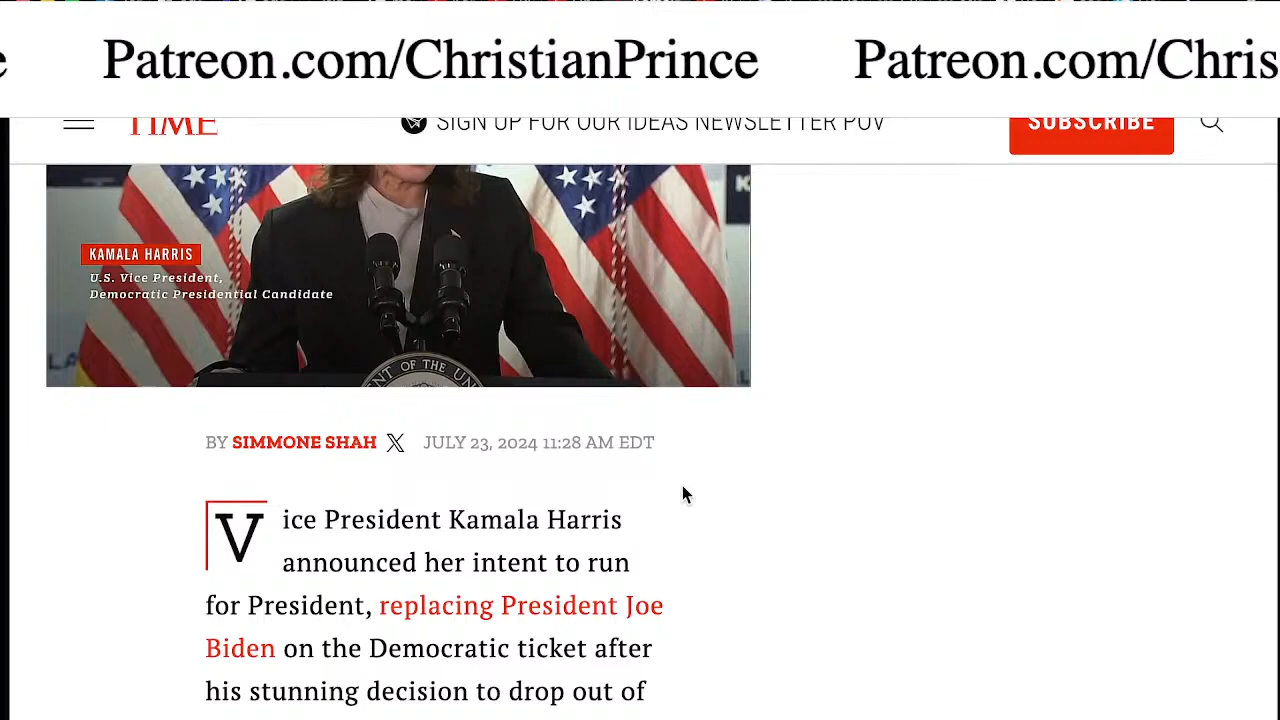 Patreon.com/ChristianPrince Patreon.com/Chris
TIME SIGN UP FOR OUR IDEAS NEWSLETTER POV SUBSCRIBE
KAMALA HARRIS
U.S. Vice President,
Democratic Presidential Candidate
OF THE UN
BY SIMMONE SHAH X JULY 23, 2024 11:28 AM EDT
Vice President Kamala Harris
announced her intent to run
for President, replacing President Joe
Biden on the Democratic ticket after
his stunning decision to drop out of